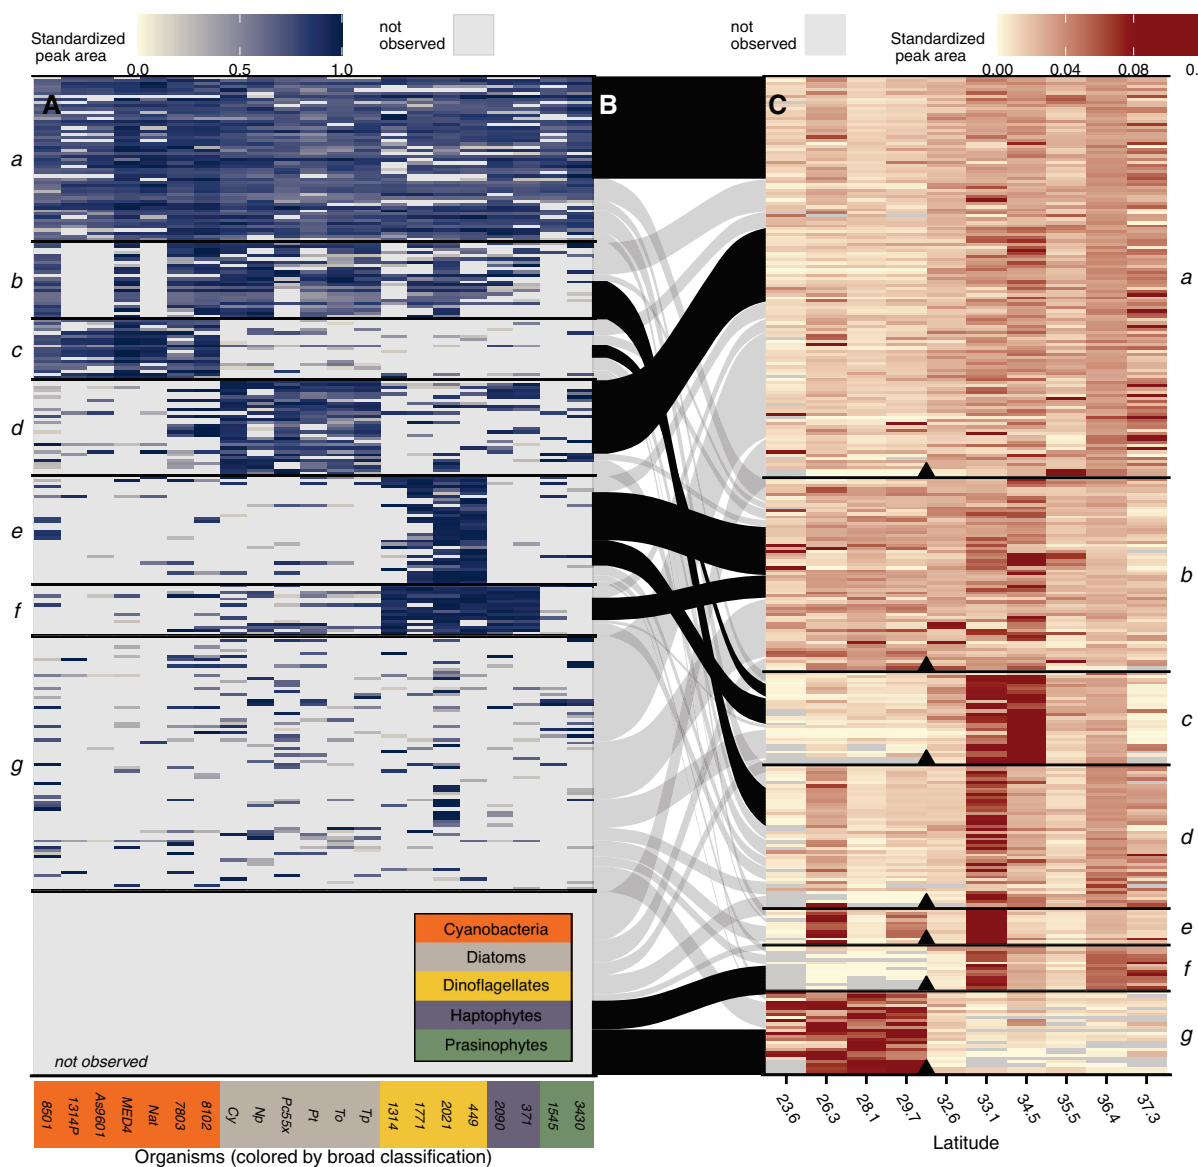 Standardized
peak area
0.0
0.5
1.0
not
observed
not
observed
Standardized
peak area
0.00
0.04
0.08
0.
A
B
C
a
b
c
d
e
f
g
a
b
c
d
e
f
g
Cyanobacteria
Diatoms
Dinoflagellates
Haptophytes
Prasinophytes
not observed
8501
1314P
As9601
MED4
Nat
7803
8102
Cy
Np
Pc55x
Pt
To
Tp
1314
1771
2021
449
2090
371
1545
3430
Organisms (colored by broad classification)
23.6
26.3
28.1
29.7
32.6
33.1
34.5
35.5
36.4
37.3
Latitude